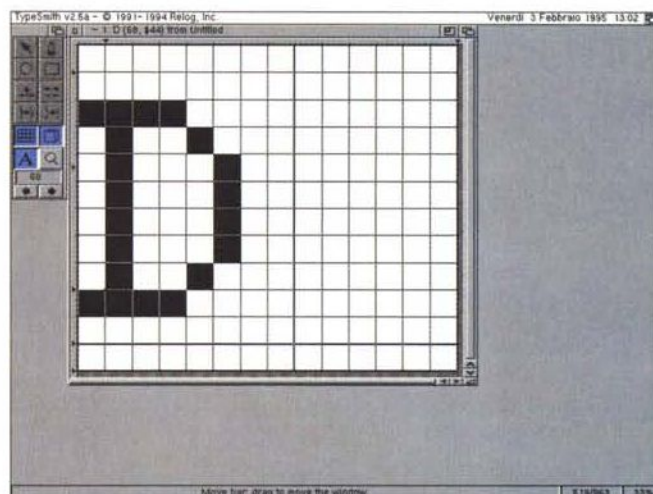 TypeSmith v2.5a - © 1991-1994 Relog, Inc.
Venerdì 3 Febbraio 1995 13:02
~ 1: D (68, $44) from Untitled
A
68
D
Move bar: drag to move the window.